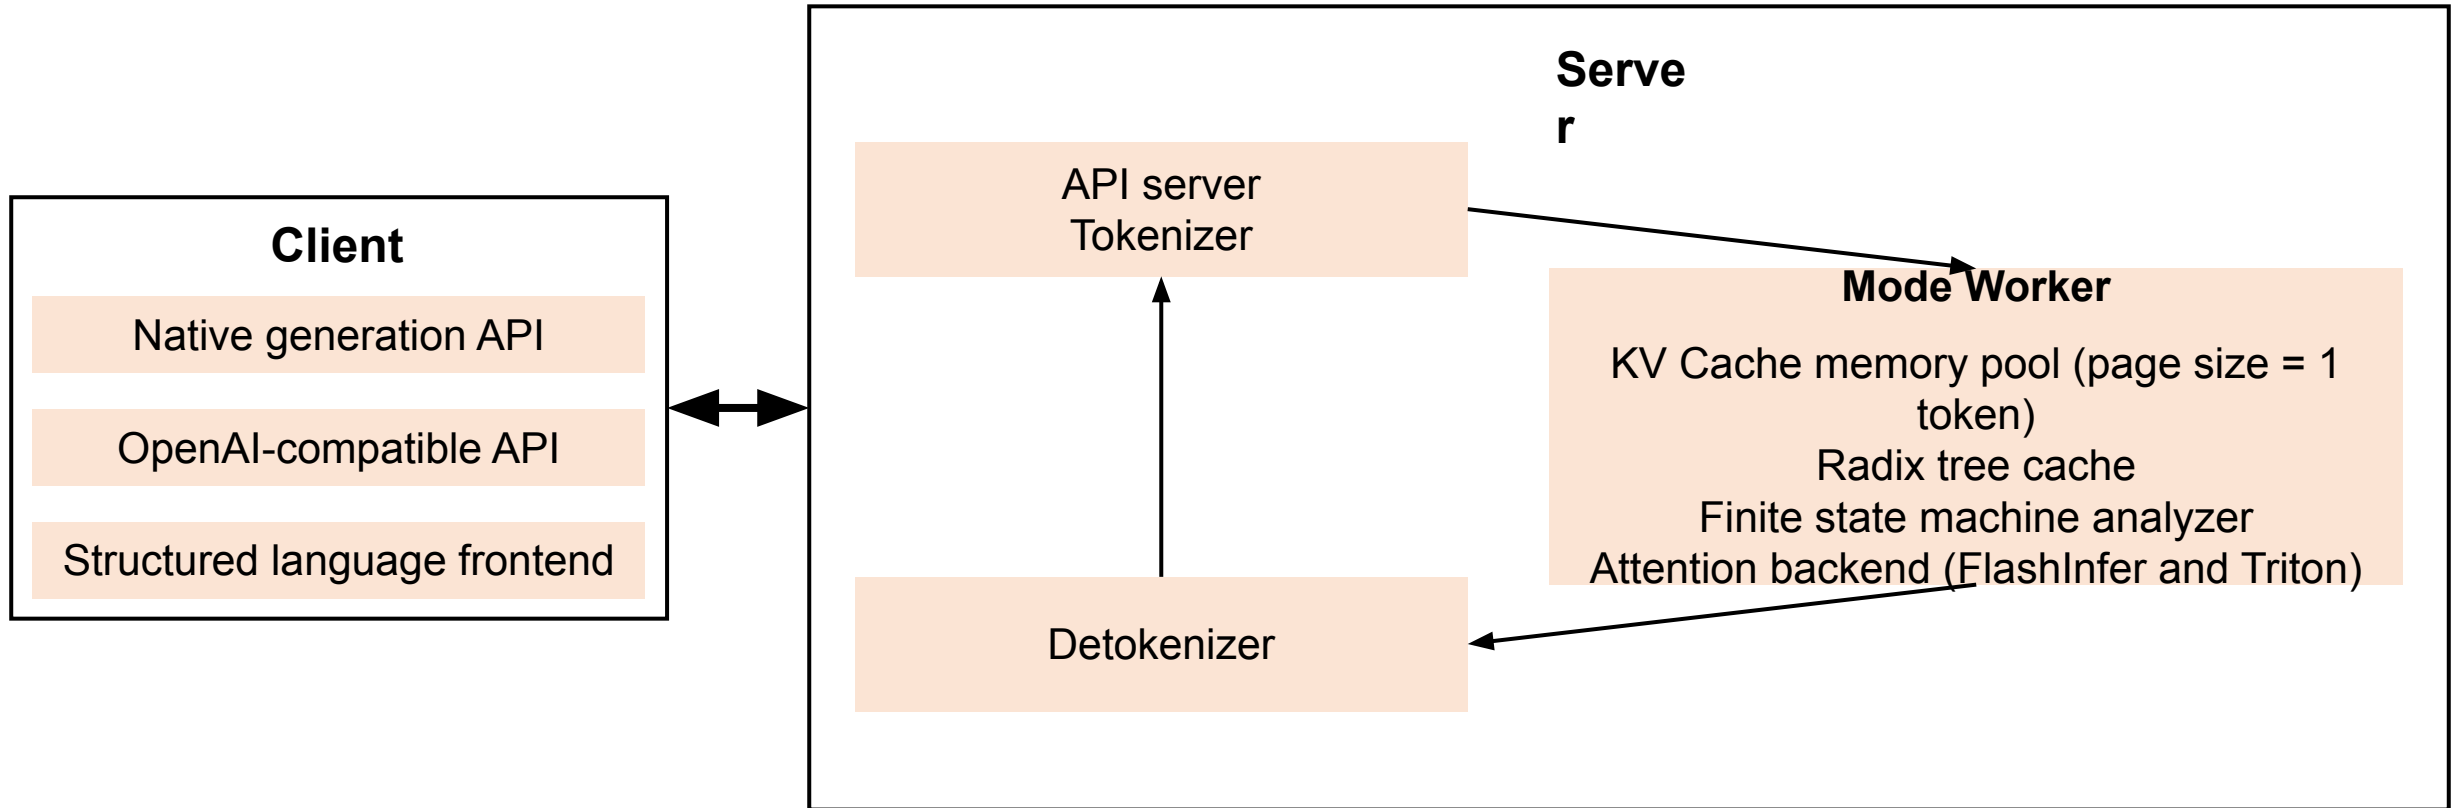 Client
Native generation API
OpenAI-compatible API
Structured language frontend
Serve
r
API server
Tokenizer
Mode Worker
KV Cache memory pool (page size = 1
token)
Radix tree cache
Finite state machine analyzer
Attention backend (FlashInfer and Triton)
Detokenizer